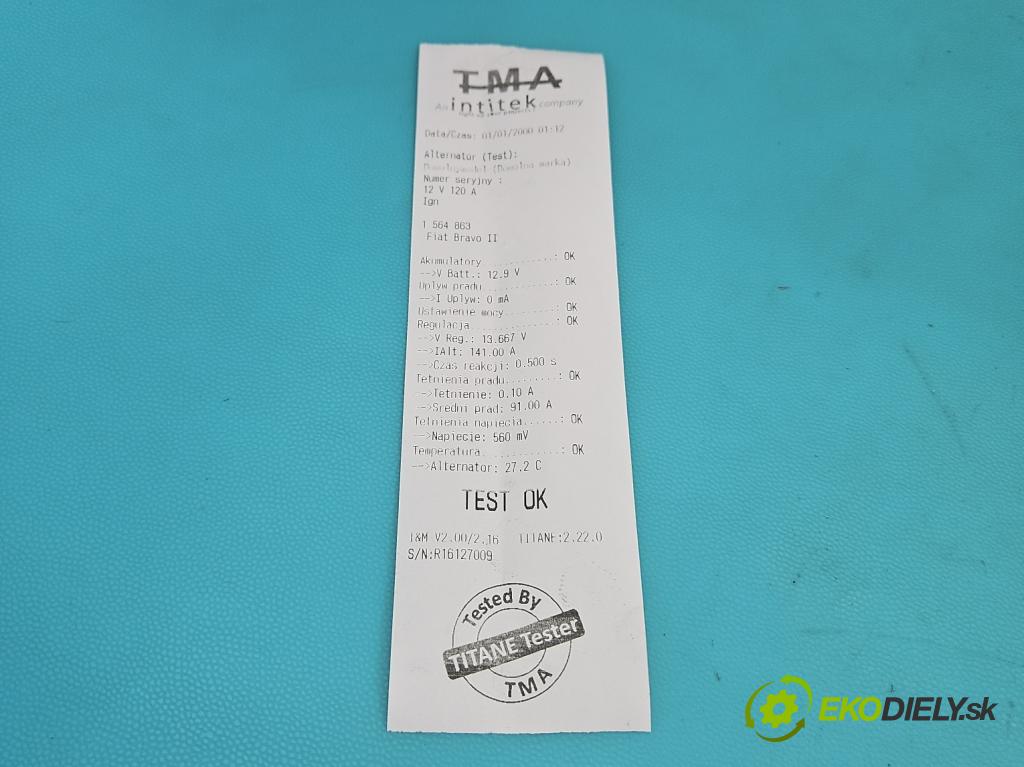 TMA
An intitek company
Data/Czas: 01/01/2000 01:12
Alternator (Test):
(Dowolna marka)
Numer seryjny :
12 V 120 A
Ign
1 564 863
Fiat Bravo II
Akumulatory..........: OK
-->V Batt.: 12.9 V
Uplyw pradu..........: OK
-->I Uplyw: 0 mA
Ustawienie mocy........: OK
Regulacja............: OK
-->V Reg.: 13.667 V
-->IAlt: 141.00 A
-->Czas reakcji: 0.500 s
Tetnienia pradu.........: OK
-->Tetnienie: 0.10 A
-->Sredni prad: 91.00 A
Tetnienia napiecia......: OK
-->Napiecie: 560 mV
Temperatura............: OK
-->Alternator: 27.2 C
TEST OK
I&M V2.00/2.16 TITANE:2.22.0
S/N:R16127009
Tested By
TITANE Tester
TMA
EKODIELY.sk